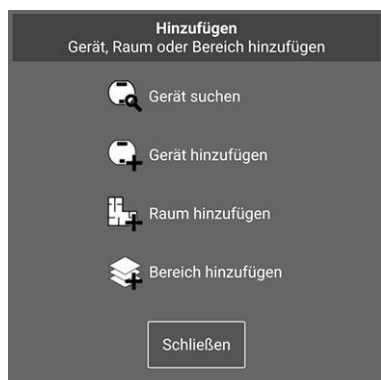 Hinzufügen
Gerät, Raum oder Bereich hinzufügen
Gerät suchen
Gerät hinzufügen
Raum hinzufügen
Bereich hinzufügen
Schließen